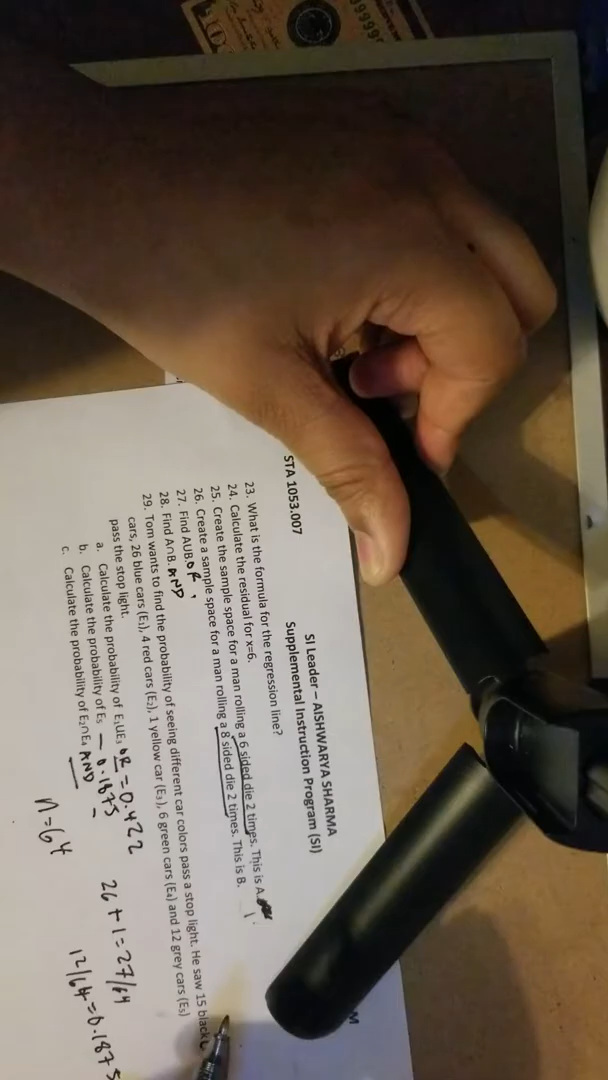 STA 1053.007
SI Leader – AISHWARYA SHARMA
Supplemental Instruction Program (SI)
M
23. What is the formula for the regression line?
24. Calculate the residual for x=6.
25. Create the sample space for a man rolling a 6 sided die 2 times. This is A.
26. Create a sample space for a man rolling a 8 sided die 2 times. This is B.
27. Find AUB. OR
28. Find A∩B. AND
29. Tom wants to find the probability of seeing different car colors pass a stop light. He saw 15 black
cars, 26 blue cars (E₁), 4 red cars (E₂), 1 yellow car (E₃), 6 green cars (E₄) and 12 grey cars (E₅)
pass the stop light.
a. Calculate the probability of E₁UE₃ OR = 0.422 26 + 1 = 27/64
b. Calculate the probability of E₅ – 0.1875 12/64 = 0.1875
c. Calculate the probability of E₂∩E₄ AND
n=64